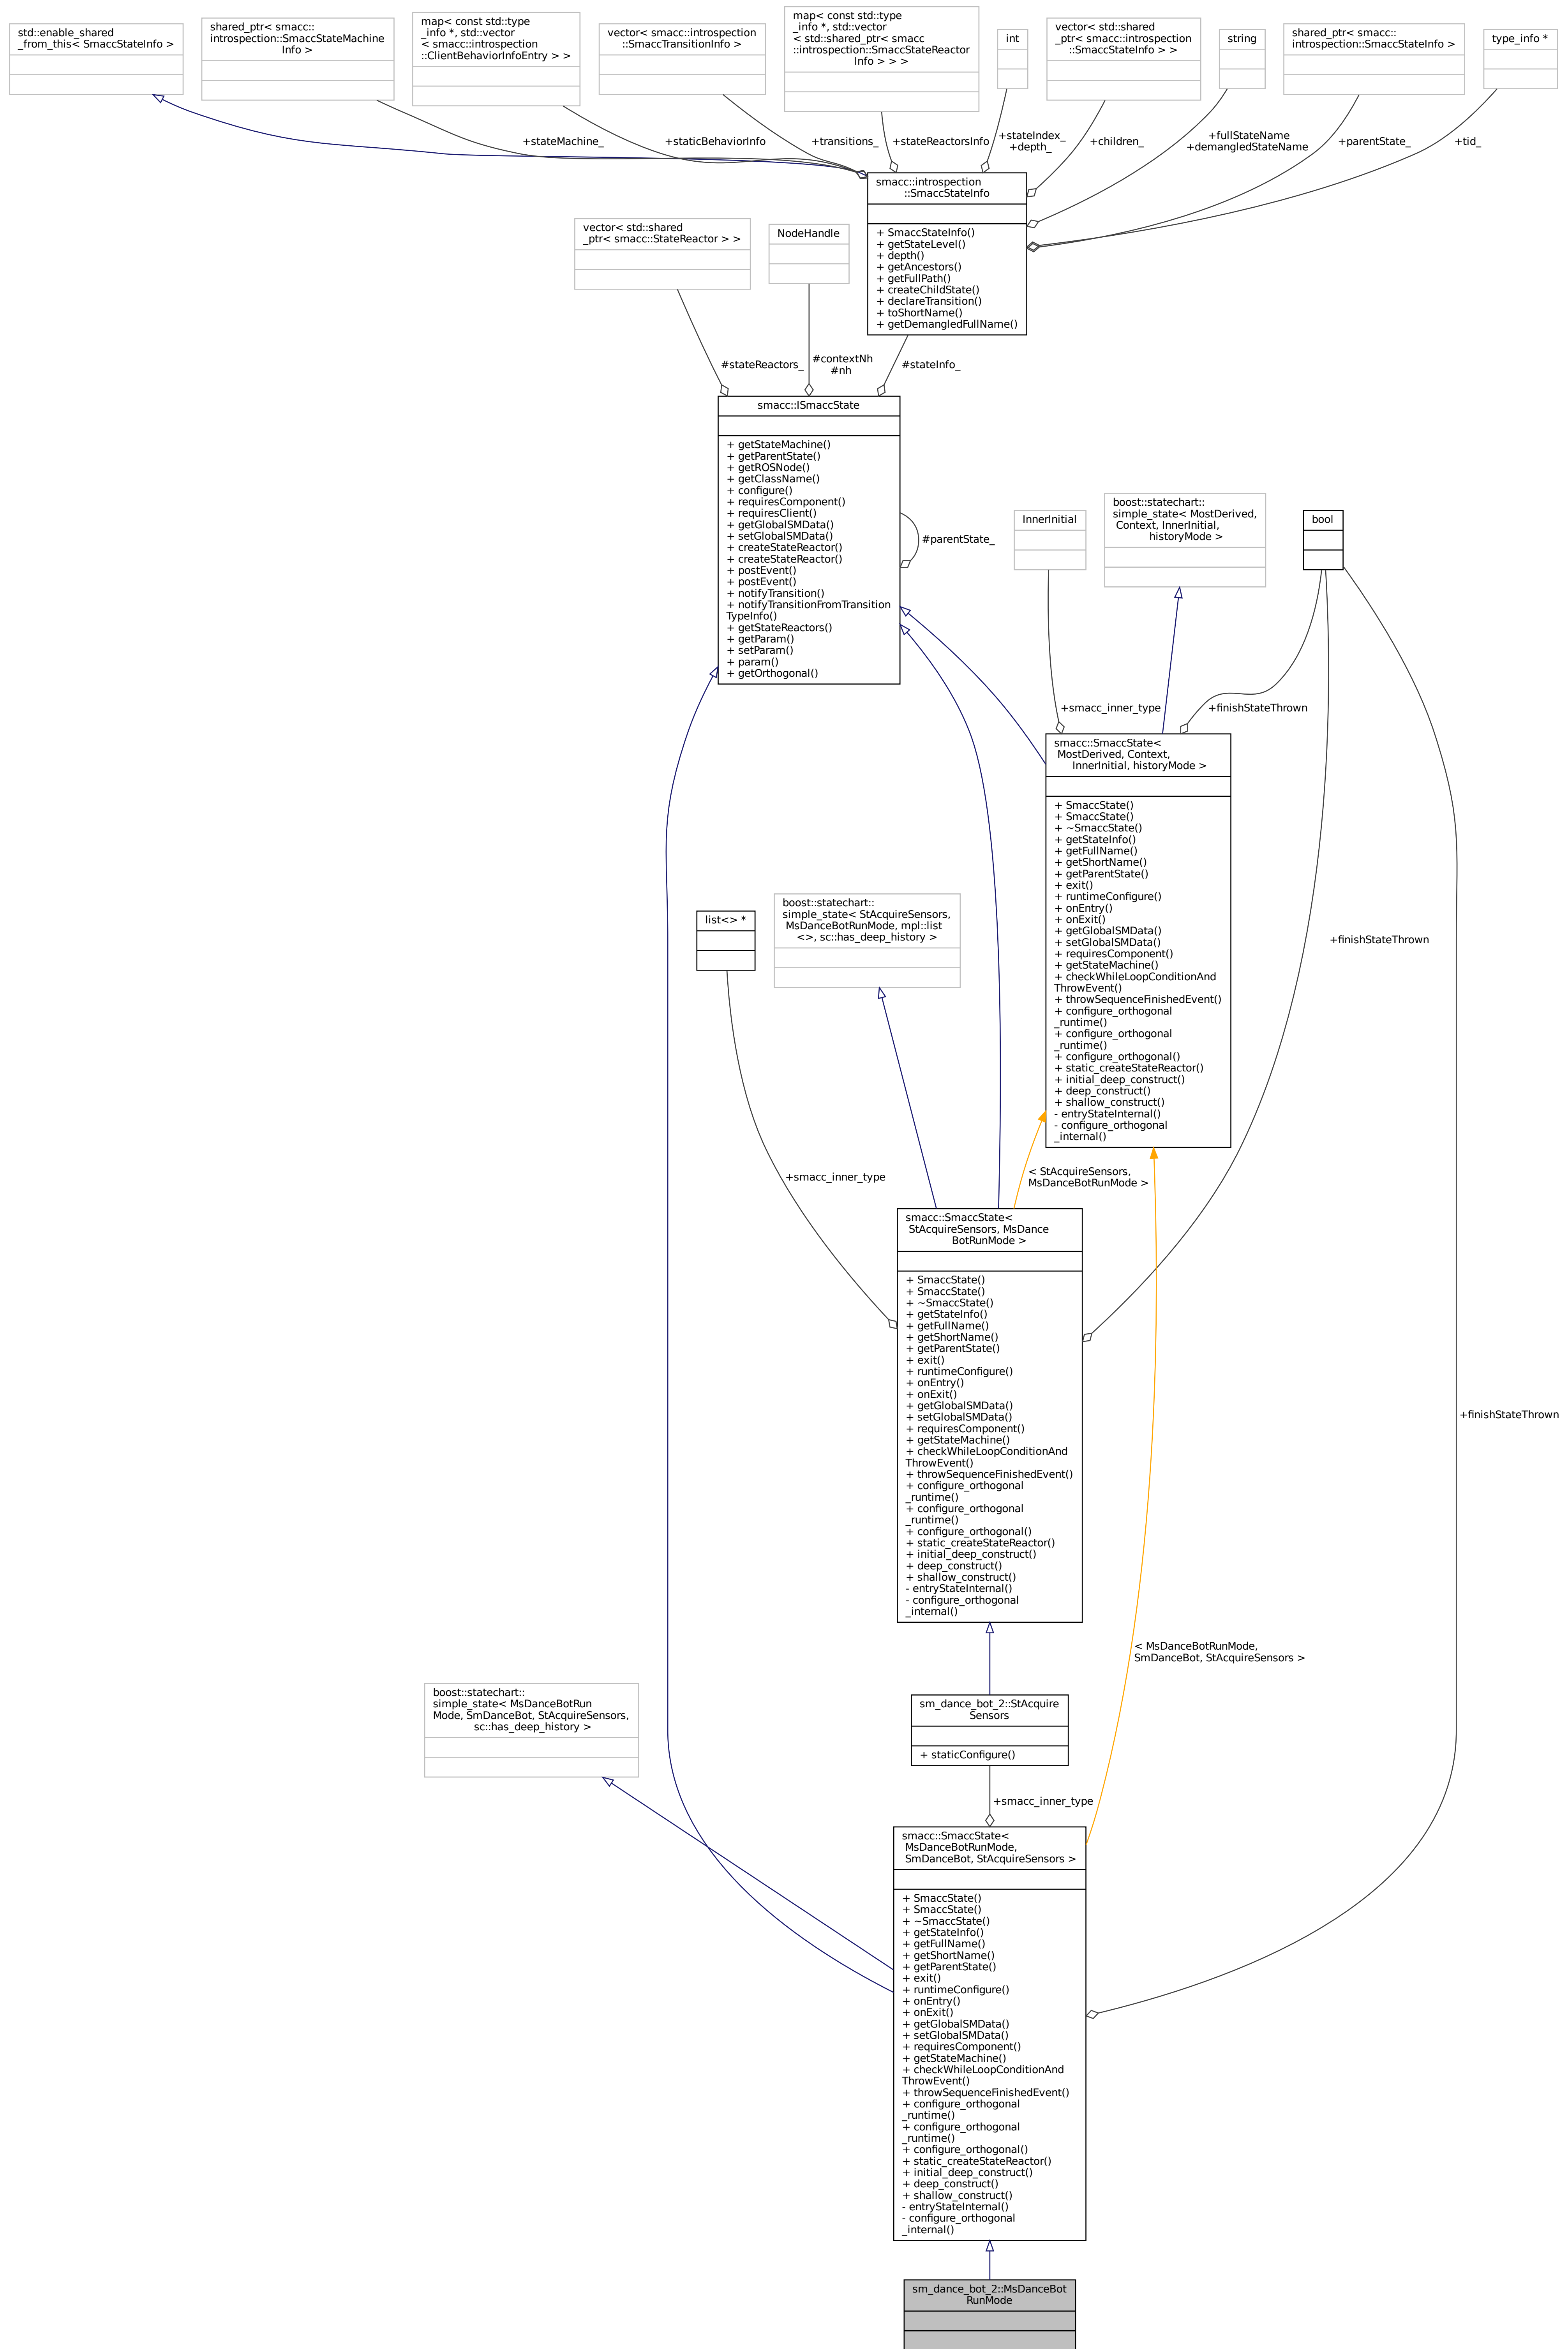 std::enable_shared
_from_this< SmaccStateInfo >
shared_ptr< smacc::
introspection::SmaccStateMachine
Info >
map< const std::type
_info *, std::vector
< smacc::introspection
::ClientBehaviorInfoEntry > >
vector< smacc::introspection
::SmaccTransitionInfo >
map< const std::type
_info *, std::vector
< std::shared_ptr< smacc
::introspection::SmaccStateReactor
Info > > >
int
vector< std::shared
_ptr< smacc::introspection
::SmaccStateInfo > >
string
shared_ptr< smacc::
introspection::SmaccStateInfo >
type_info *
+stateMachine_
+staticBehaviorInfo
+transitions_
+stateReactorsInfo
+stateIndex_
+depth_
+children_
+fullStateName
+demangledStateName
+parentState_
+tid_
smacc::introspection
::SmaccStateInfo
+ SmaccStateInfo()
+ getStateLevel()
+ depth()
+ getAncestors()
+ getFullPath()
+ createChildState()
+ declareTransition()
+ toShortName()
+ getDemangledFullName()
vector< std::shared
_ptr< smacc::StateReactor > >
NodeHandle
#stateReactors_
#contextNh
#nh
#stateInfo_
smacc::ISmaccState
+ getStateMachine()
+ getParentState()
+ getROSNode()
+ getClassName()
+ configure()
+ requiresComponent()
+ requiresClient()
+ getGlobalSMData()
+ setGlobalSMData()
+ createStateReactor()
+ createStateReactor()
+ postEvent()
+ postEvent()
+ notifyTransition()
+ notifyTransitionFromTransition
TypeInfo()
+ getStateReactors()
+ getParam()
+ setParam()
+ param()
+ getOrthogonal()
#parentState_
InnerInitial
boost::statechart::
simple_state< MostDerived,
Context, InnerInitial,
historyMode >
bool
+smacc_inner_type
+finishStateThrown
smacc::SmaccState<
MostDerived, Context,
InnerInitial, historyMode >
+ SmaccState()
+ SmaccState()
+ ~SmaccState()
+ getStateInfo()
+ getFullName()
+ getShortName()
+ getParentState()
+ exit()
+ runtimeConfigure()
+ onEntry()
+ onExit()
+ getGlobalSMData()
+ setGlobalSMData()
+ requiresComponent()
+ getStateMachine()
+ checkWhileLoopConditionAnd
ThrowEvent()
+ throwSequenceFinishedEvent()
+ configure_orthogonal
_runtime()
+ configure_orthogonal
_runtime()
+ configure_orthogonal()
+ static_createStateReactor()
+ initial_deep_construct()
+ deep_construct()
+ shallow_construct()
- entryStateInternal()
- configure_orthogonal
_internal()
list<> *
boost::statechart::
simple_state< StAcquireSensors,
MsDanceBotRunMode, mpl::list
<>, sc::has_deep_history >
+finishStateThrown
+smacc_inner_type
< StAcquireSensors,
MsDanceBotRunMode >
smacc::SmaccState<
StAcquireSensors, MsDance
BotRunMode >
+ SmaccState()
+ SmaccState()
+ ~SmaccState()
+ getStateInfo()
+ getFullName()
+ getShortName()
+ getParentState()
+ exit()
+ runtimeConfigure()
+ onEntry()
+ onExit()
+ getGlobalSMData()
+ setGlobalSMData()
+ requiresComponent()
+ getStateMachine()
+ checkWhileLoopConditionAnd
ThrowEvent()
+ throwSequenceFinishedEvent()
+ configure_orthogonal
_runtime()
+ configure_orthogonal
_runtime()
+ configure_orthogonal()
+ static_createStateReactor()
+ initial_deep_construct()
+ deep_construct()
+ shallow_construct()
- entryStateInternal()
- configure_orthogonal
_internal()
+finishStateThrown
< MsDanceBotRunMode,
SmDanceBot, StAcquireSensors >
boost::statechart::
simple_state< MsDanceBotRun
Mode, SmDanceBot, StAcquireSensors,
sc::has_deep_history >
sm_dance_bot_2::StAcquire
Sensors
+ staticConfigure()
+smacc_inner_type
smacc::SmaccState<
MsDanceBotRunMode,
SmDanceBot, StAcquireSensors >
+ SmaccState()
+ SmaccState()
+ ~SmaccState()
+ getStateInfo()
+ getFullName()
+ getShortName()
+ getParentState()
+ exit()
+ runtimeConfigure()
+ onEntry()
+ onExit()
+ getGlobalSMData()
+ setGlobalSMData()
+ requiresComponent()
+ getStateMachine()
+ checkWhileLoopConditionAnd
ThrowEvent()
+ throwSequenceFinishedEvent()
+ configure_orthogonal
_runtime()
+ configure_orthogonal
_runtime()
+ configure_orthogonal()
+ static_createStateReactor()
+ initial_deep_construct()
+ deep_construct()
+ shallow_construct()
- entryStateInternal()
- configure_orthogonal
_internal()
sm_dance_bot_2::MsDanceBot
RunMode